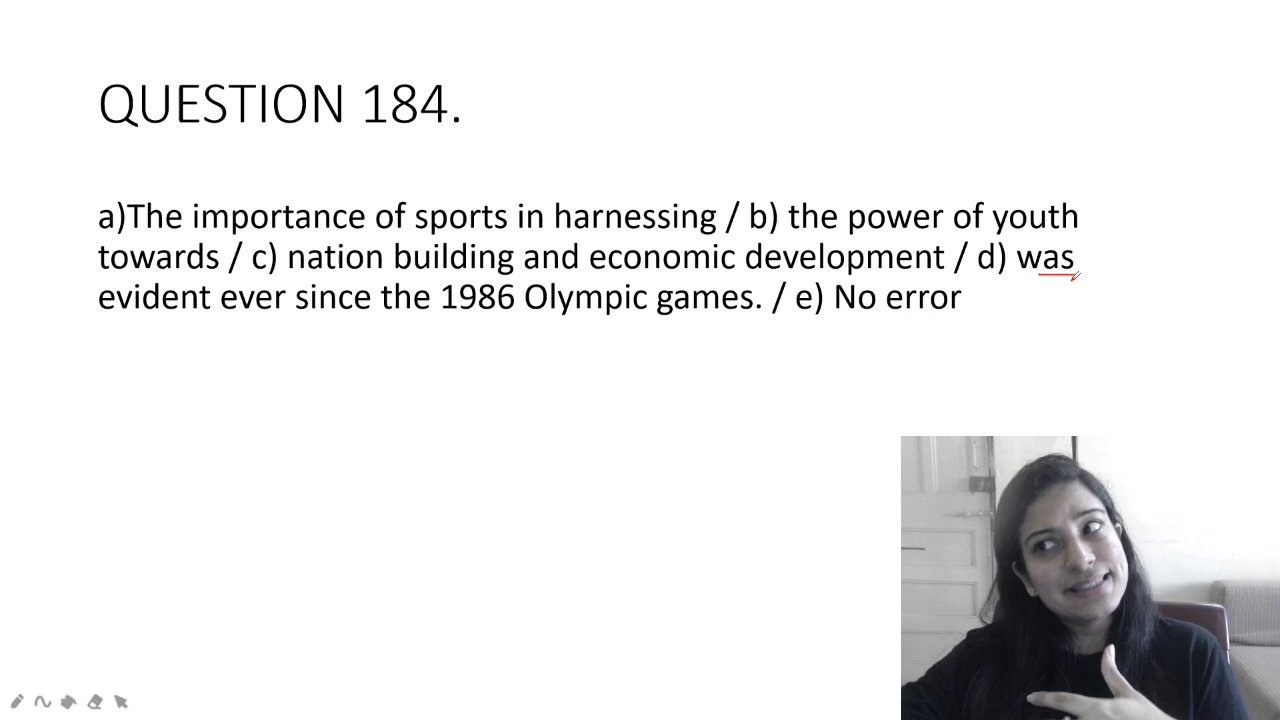 QUESTION 184.
a)The importance of sports in harnessing / b) the power of youth
towards / c) nation building and economic development / d) was
evident ever since the 1986 Olympic games. / e) No error